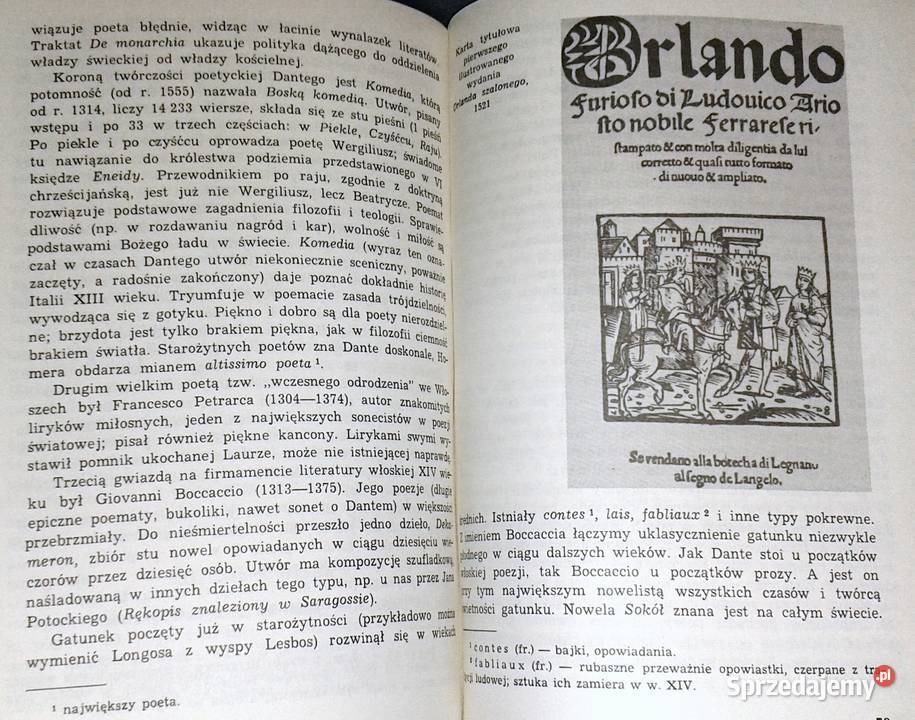 wiązuje poeta błędnie, widząc w łacinie wynalazek literatów.
Traktat De monarchia ukazuje polityka dążącego do oddzielenia
władzy świeckiej od władzy kościelnej.
Koroną twórczości poetyckiej Dantego jest Komedia, którą
potomność (od r. 1555) nazwała Boską komedią. Utwór, pisany
od r. 1314, liczy 14 233 wiersze, składa się ze stu pieśni (1 pieśń
wstępu i po 33 w trzech częściach: w Piekle, Czyśćcu, Raju).
Po piekle i po czyśćcu oprowadza poetę Wergiliusz; świadome
tu nawiązanie do królestwa podziemia przedstawionego w VI
księdze Eneidy. Przewodnikiem po raju, zgodnie z doktryną
chrześcijańską, jest już nie Wergiliusz, lecz Beatrycze. Poemat
rozwiązuje podstawowe zagadnienia filozofii i teologii. Sprawie-
dliwość (np. w rozdawaniu nagród i kar), wolność i miłość są
podstawami Bożego ładu w świecie. Komedia (wyraz ten ozna-
czał w czasach Dantego utwór niekoniecznie sceniczny, poważnie
zaczęty, a radośnie zakończony) daje poznać dokładnie historię
Italii XIII wieku. Tryumfuje w poemacie zasada trójdzielności,
wywodząca się z gotyku. Piękno i dobro są dla poety nierozdziel-
ne; brzydota jest tylko brakiem piękna, jak w filozofii ciemność
brakiem światła. Starożytnych poetów zna Dante doskonale, Ho-
mera obdarza mianem altissimo poeta ¹.
Drugim wielkim poetą tzw. „wczesnego odrodzenia" we Wło-
szech był Francesco Petrarca (1304—1374), autor znakomitych
liryków miłosnych, jeden z największych sonecistów w poezji
światowej; pisał również piękne kancony. Lirykami swymi wy-
stawił pomnik ukochanej Laurze, może nie istniejącej naprawdę.
Trzecią gwiazdą na firmamencie literatury włoskiej XIV wie-
ku był Giovanni Boccaccio (1313—1375). Jego poezje (długie
epiczne poematy, bukoliki, nawet sonet o Dantem) w większości
przebrzmiały. Do nieśmiertelności przeszło jedno dzieło, Deka-
meron, zbiór stu nowel opowiadanych w ciągu dziesięciu wie-
czorów przez dziesięć osób. Utwór ma kompozycję szufladkową,
naśladowaną w innych dziełach tego typu, np. u nas przez Jana
Potockiego (Rękopis znaleziony w Saragossie).
Gatunek poczęty już w starożytności (przykładowo można
wymienić Longosa z wyspy Lesbos) rozwinął się w wiekach
¹ największy poeta.
Karta tytułowa
pierwszego
ilustrowanego
wydania
Orlanda szalonego,
1521
Orlando
Furioso di Ludouico Ario
sto nobile Ferrarese ri-
stampato & con molta diligentia da lui
corretto & quasi tutto formato
di nuouo & ampliato.
Se vendano alla botecha di Legnanu
al segno de Langelo.
średnich. Istniały contes ¹, lais, fabliaux ² i inne typy pokrewne.
Z imieniem Boccaccia łączymy uklasycznienie gatunku niezwykle
płodnego w ciągu dalszych wieków. Jak Dante stoi u początków
włoskiej poezji, tak Boccaccio u początków prozy. A jest on
przy tym największym nowelistą wszystkich czasów i twórcą
świetności gatunku. Nowela Sokół znana jest na całym świecie.
¹ contes (fr.) — bajki, opowiadania.
² fabliaux (fr.) — rubaszne przeważnie opowiastki, czerpane z tra-
dycji ludowej; sztuka ich zamiera w w. XIV.
Sprzedajemy.pl